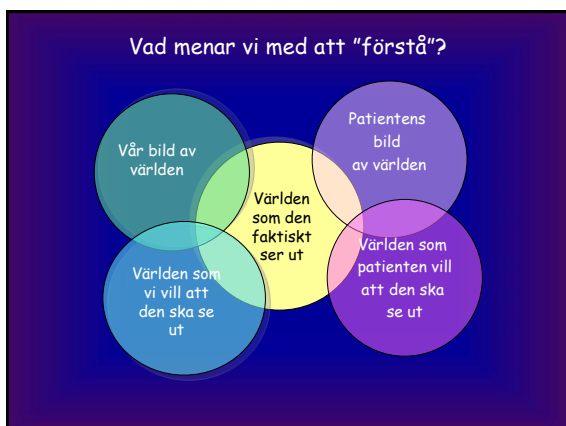 Vad menar vi med att ”förstå”?
Vår bild av
världen
Patientens
bild
av världen
Världen
som den
faktiskt
ser ut
Världen som
vi vill att
den ska se
ut
Världen som
patienten vill
att den ska
se ut